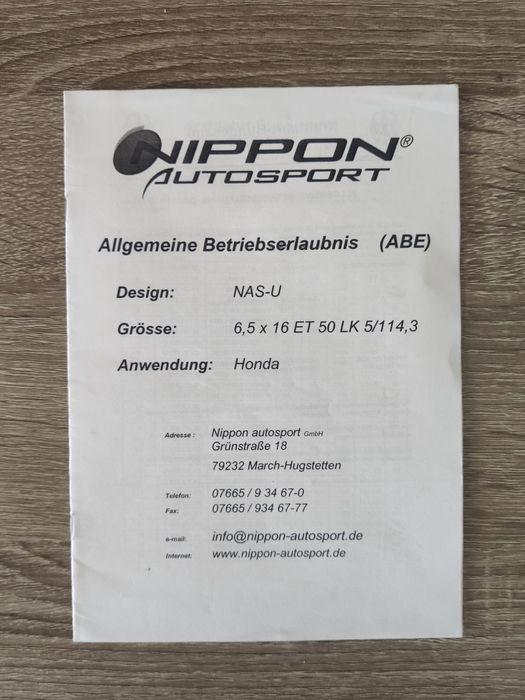 NIPPON®
AUTOSPORT
Allgemeine Betriebserlaubnis (ABE)
Design: NAS-U
Grösse: 6,5 x 16 ET 50 LK 5/114,3
Anwendung: Honda
Adresse : Nippon autosport GmbH
Grünstraße 18
79232 March-Hugstetten
Telefon: 07665 / 9 34 67-0
Fax: 07665 / 934 67-77
e-mail: info@nippon-autosport.de
Internet: www.nippon-autosport.de